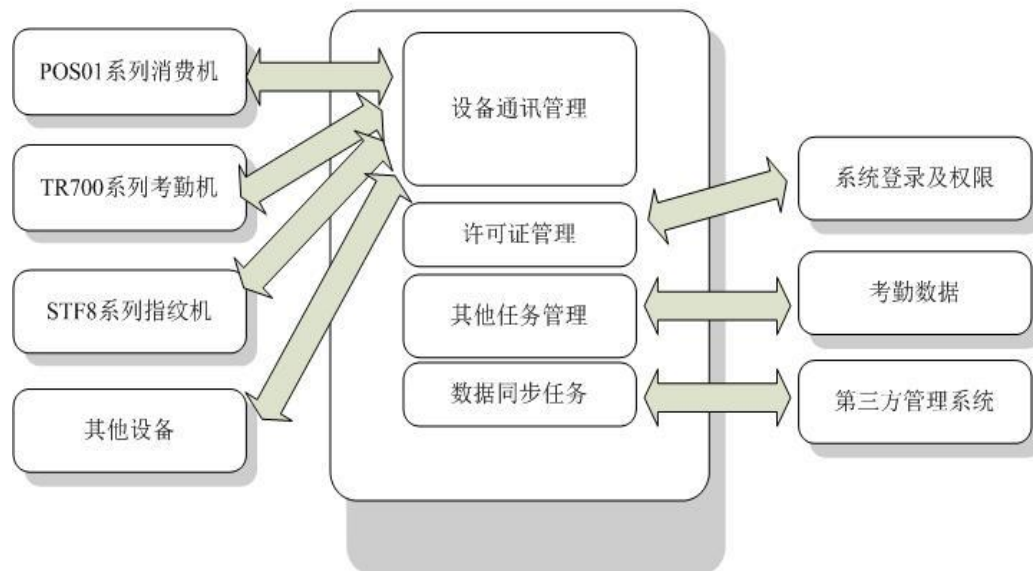 POS01系列消费机
TR700系列考勤机
STF8系列指纹机
其他设备
设备通讯管理
许可证管理
其他任务管理
数据同步任务
系统登录及权限
考勤数据
第三方管理系统